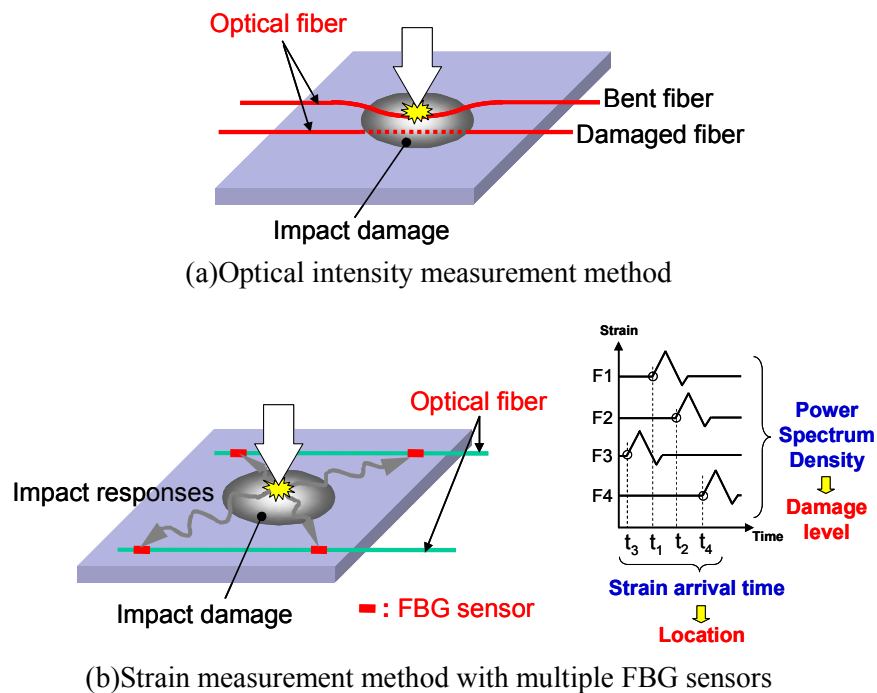 Optical fiber
Bent fiber
Damaged fiber
Impact damage
(a)Optical intensity measurement method
Optical fiber
Impact responses
Impact damage
: FBG sensor
Strain
F1
F2
F3
F4
Time
t3 t1 t2 t4
Strain arrival time
Location
Power
Spectrum
Density
Damage
level
(b)Strain measurement method with multiple FBG sensors